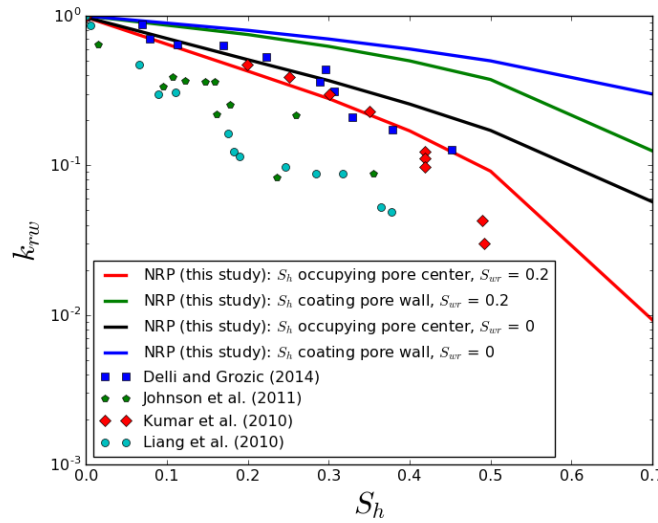 10⁰
10⁻¹
10⁻²
10⁻³
k_rw
NRP (this study): S_h occupying pore center, S_wr = 0.2
NRP (this study): S_h coating pore wall, S_wr = 0.2
NRP (this study): S_h occupying pore center, S_wr = 0
NRP (this study): S_h coating pore wall, S_wr = 0
Delli and Grozic (2014)
Johnson et al. (2011)
Kumar et al. (2010)
Liang et al. (2010)
0.0 0.1 0.2 0.3 0.4 0.5 0.6 0.7
S_h